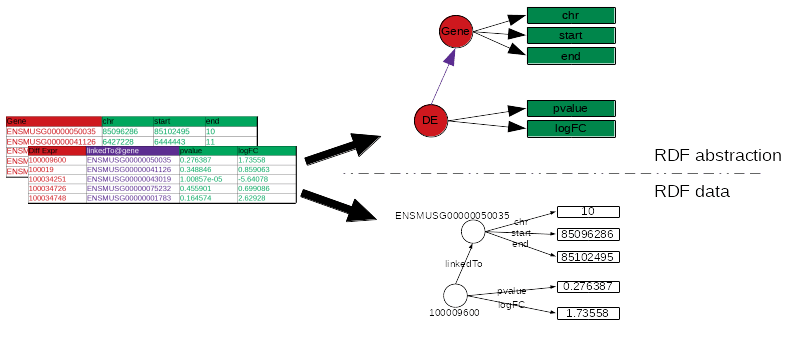 Gene chr start end
ENSMUSG00000050035 85096286 85102495 10
ENSMUSG00000041126 6427228 6444443 11
ENSM
ENSM
ENSM
Diff Expr linkedTo@gene pvalue logFC
100009600 ENSMUSG00000050035 0.276387 1.73558
100019 ENSMUSG00000041126 0.348846 0.859063
100034251 ENSMUSG00000043019 1.00857e-05 -5.64078
100034726 ENSMUSG00000075232 0.455901 0.699086
100034748 ENSMUSG00000001783 0.164574 2.62928
Gene
chr
start
end
DE
pvalue
logFC
RDF abstraction
RDF data
ENSMUSG00000050035
chr
start
end
10
85096286
85102495
linkedTo
100009600
pvalue
logFC
0.276387
1.73558